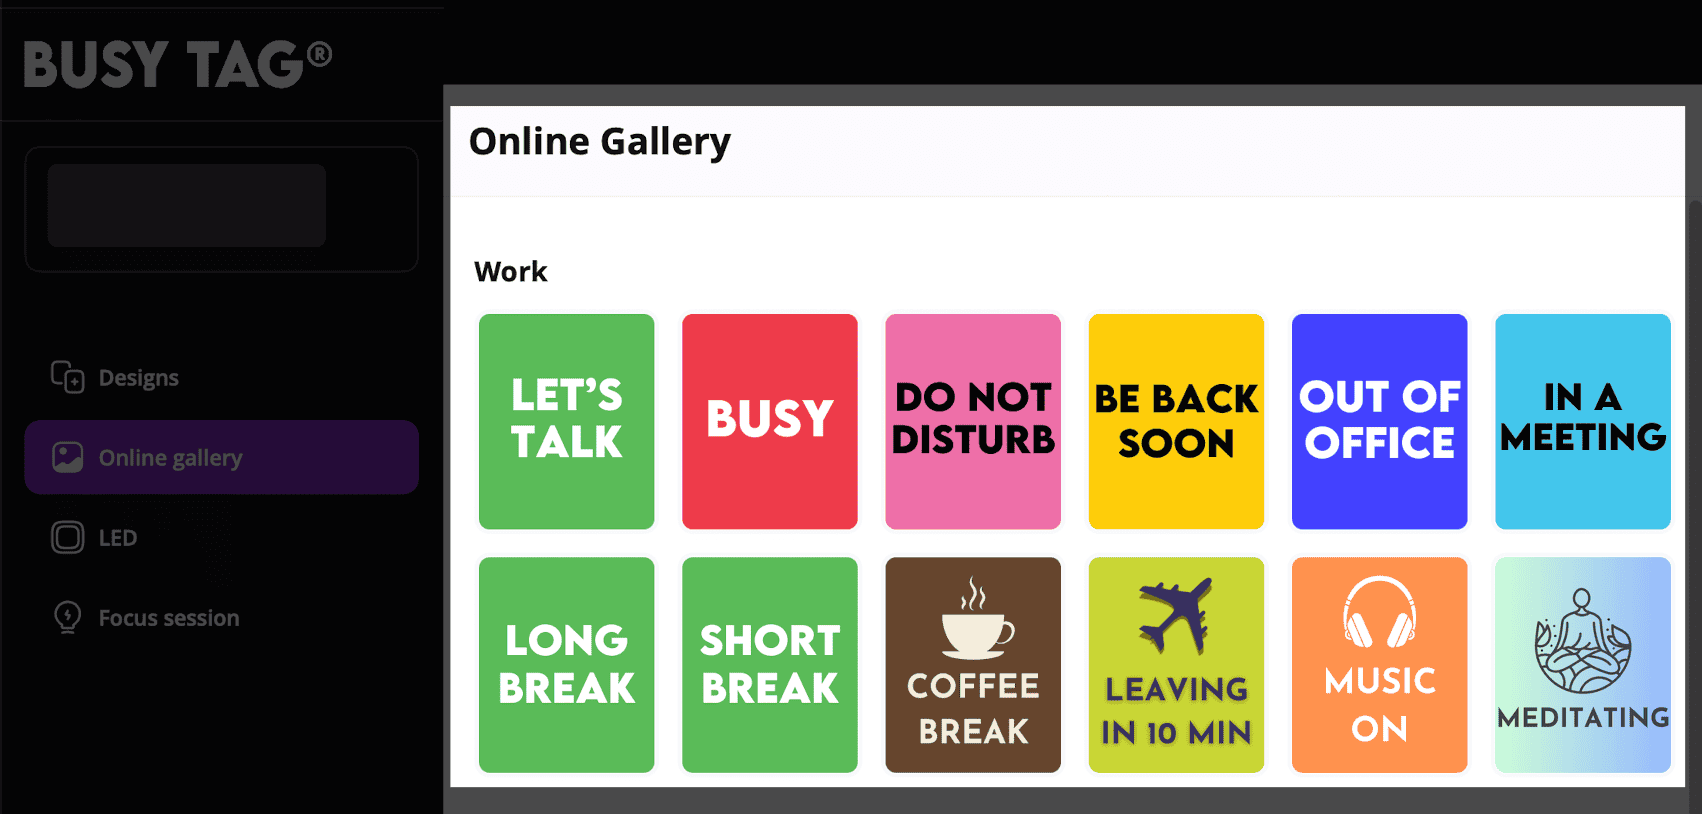 BUSY TAG®
Designs
Online gallery
LED
Focus session
Online Gallery
Work
LET'S
TALK
BUSY
DO NOT
DISTURB
BE BACK
SOON
OUT OF
OFFICE
IN A
MEETING
LONG
BREAK
SHORT
BREAK
COFFEE
BREAK
LEAVING
IN 10 MIN
MUSIC
ON
MEDITATING